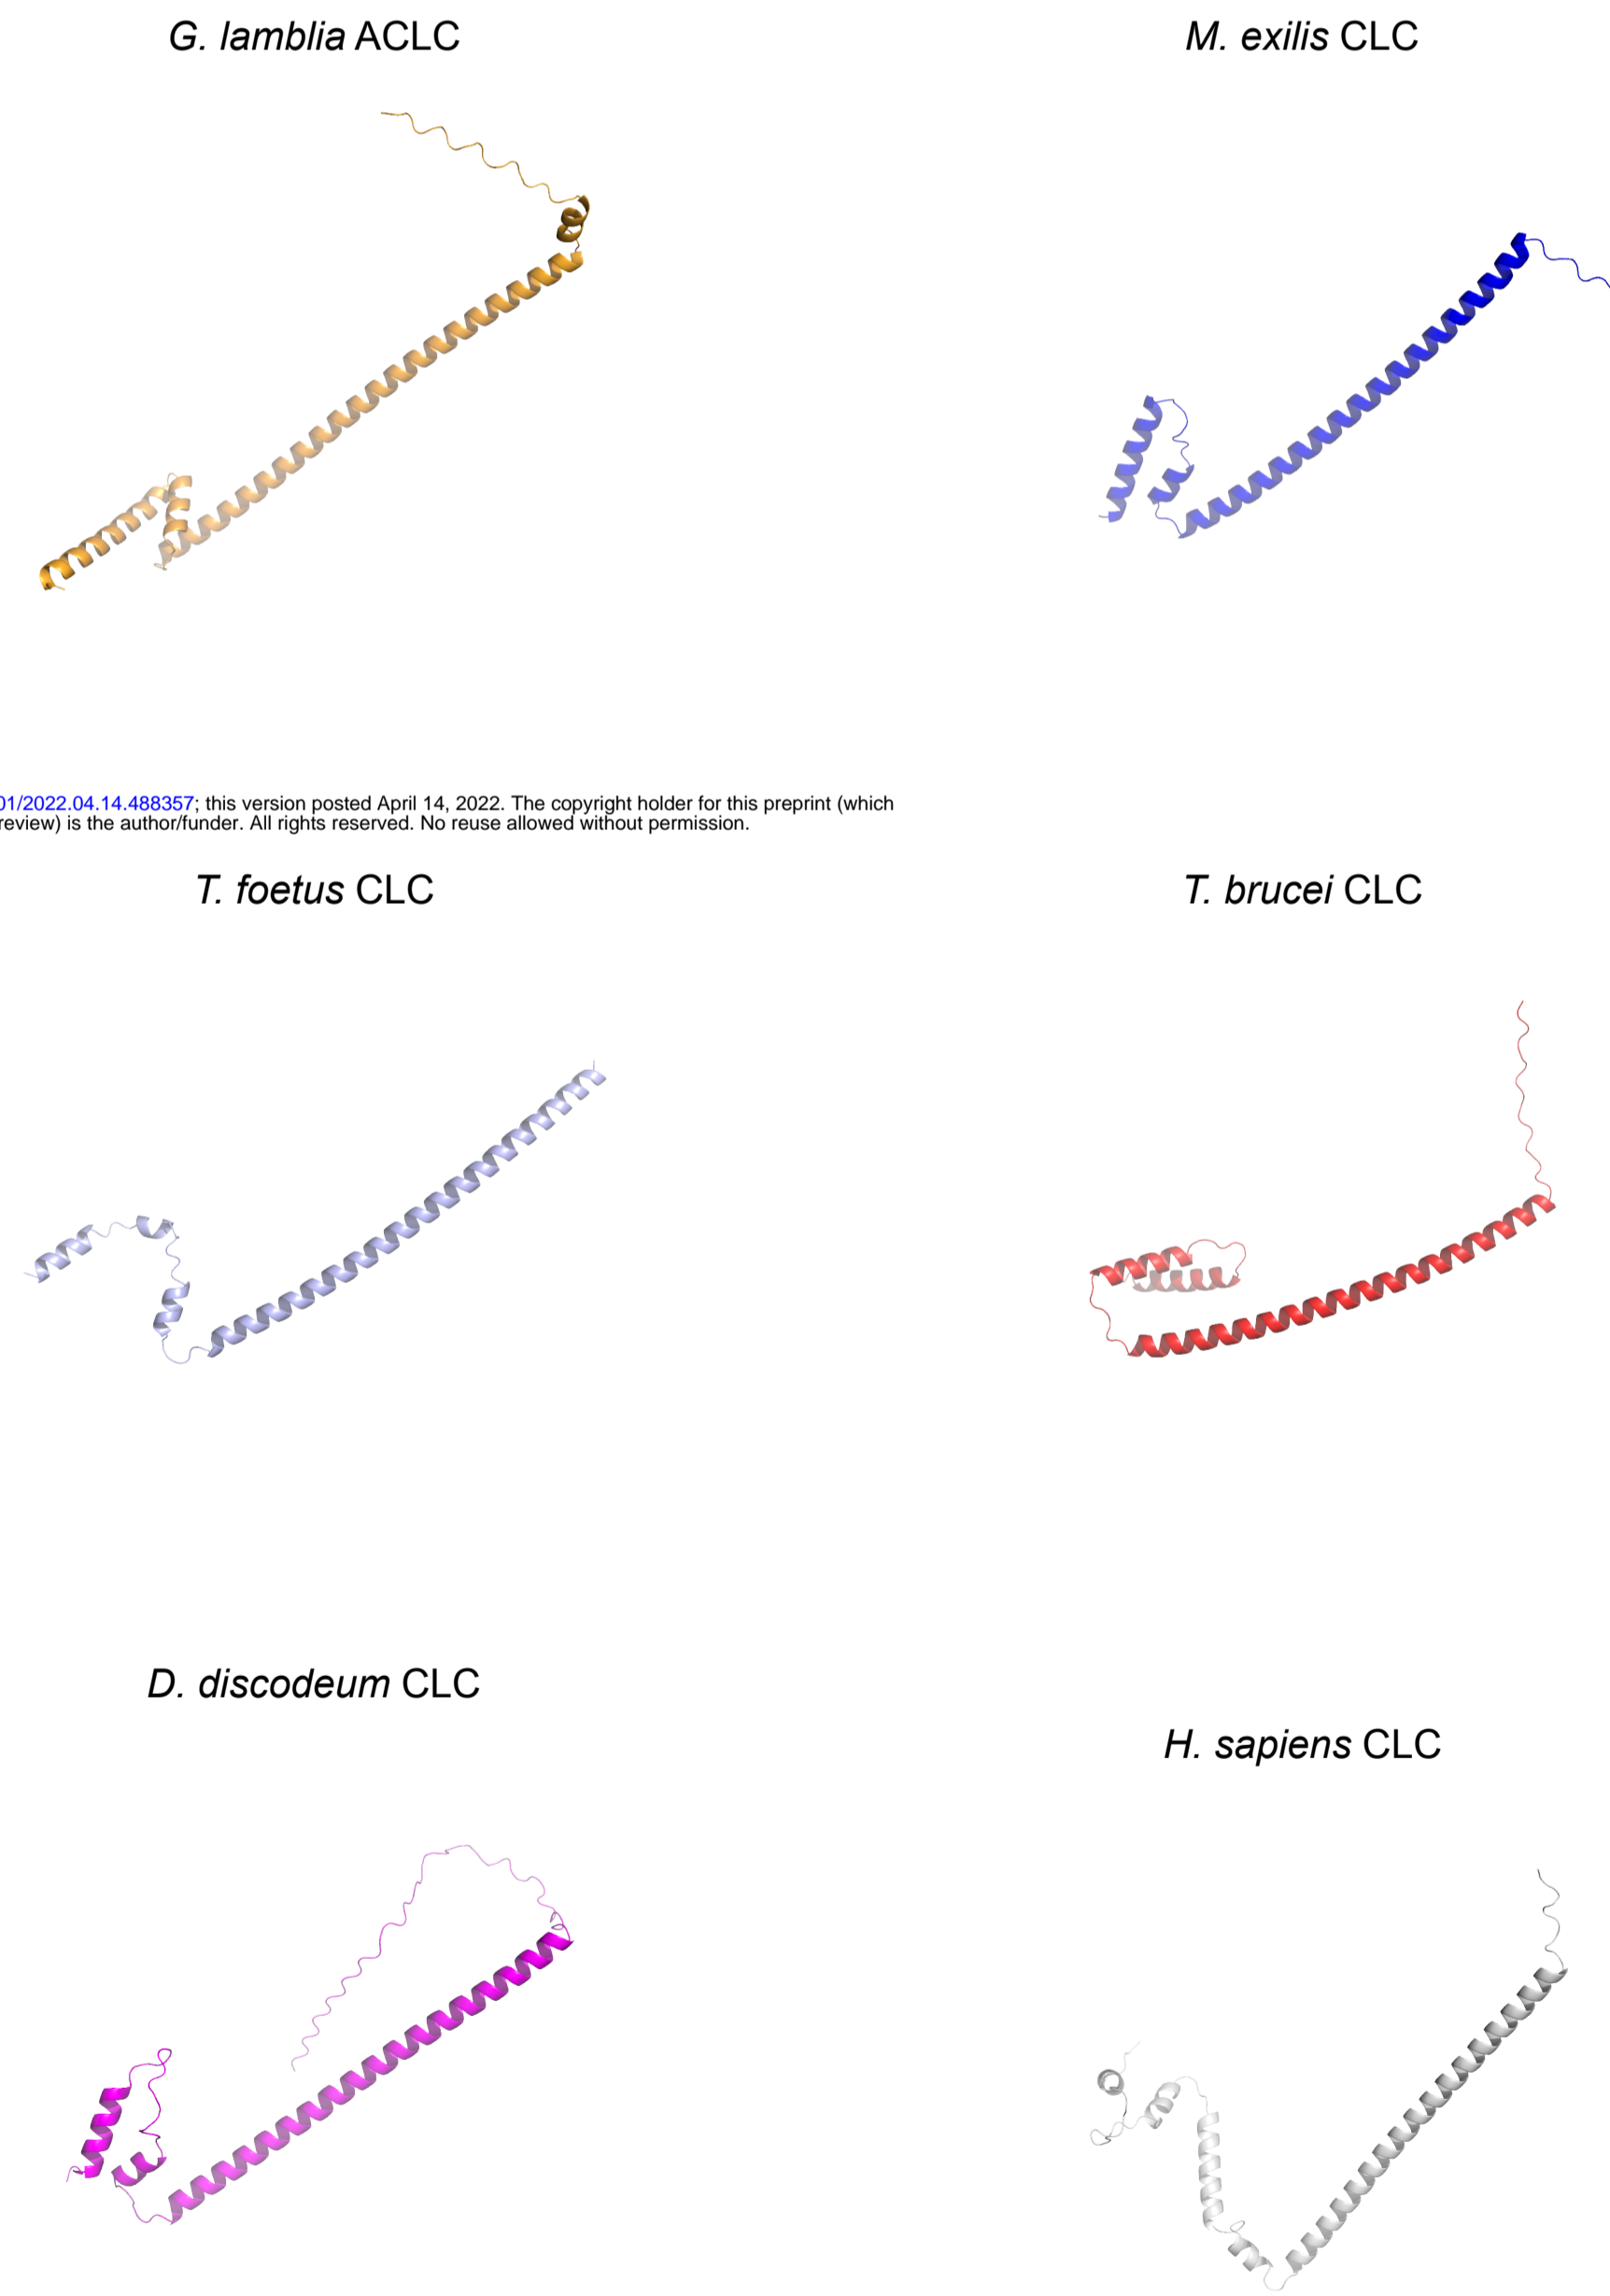 G. lamblia ACLC
M. exilis CLC
01/2022.04.14.488357; this version posted April 14, 2022. The copyright holder for this preprint (which
review) is the author/funder. All rights reserved. No reuse allowed without permission.
T. foetus CLC
T. brucei CLC
D. discodeum CLC
H. sapiens CLC